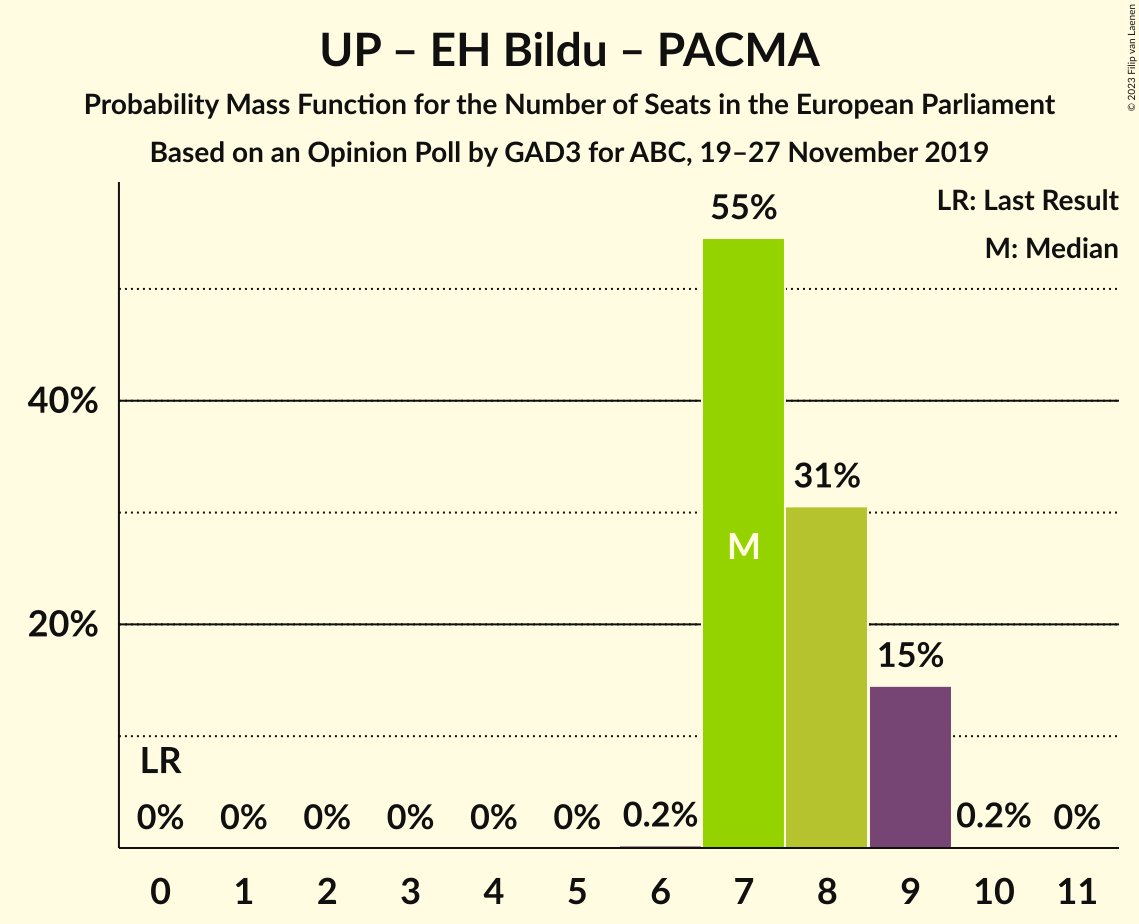 UP – EH Bildu – PACMA
Probability Mass Function for the Number of Seats in the European Parliament
Based on an Opinion Poll by GAD3 for ABC, 19–27 November 2019
© 2023 Filip van Laenen
LR: Last Result
M: Median
55%
40%
31%
M
20%
15%
LR
0% 0% 0% 0% 0% 0% 0.2% 0.2% 0%
0 1 2 3 4 5 6 7 8 9 10 11